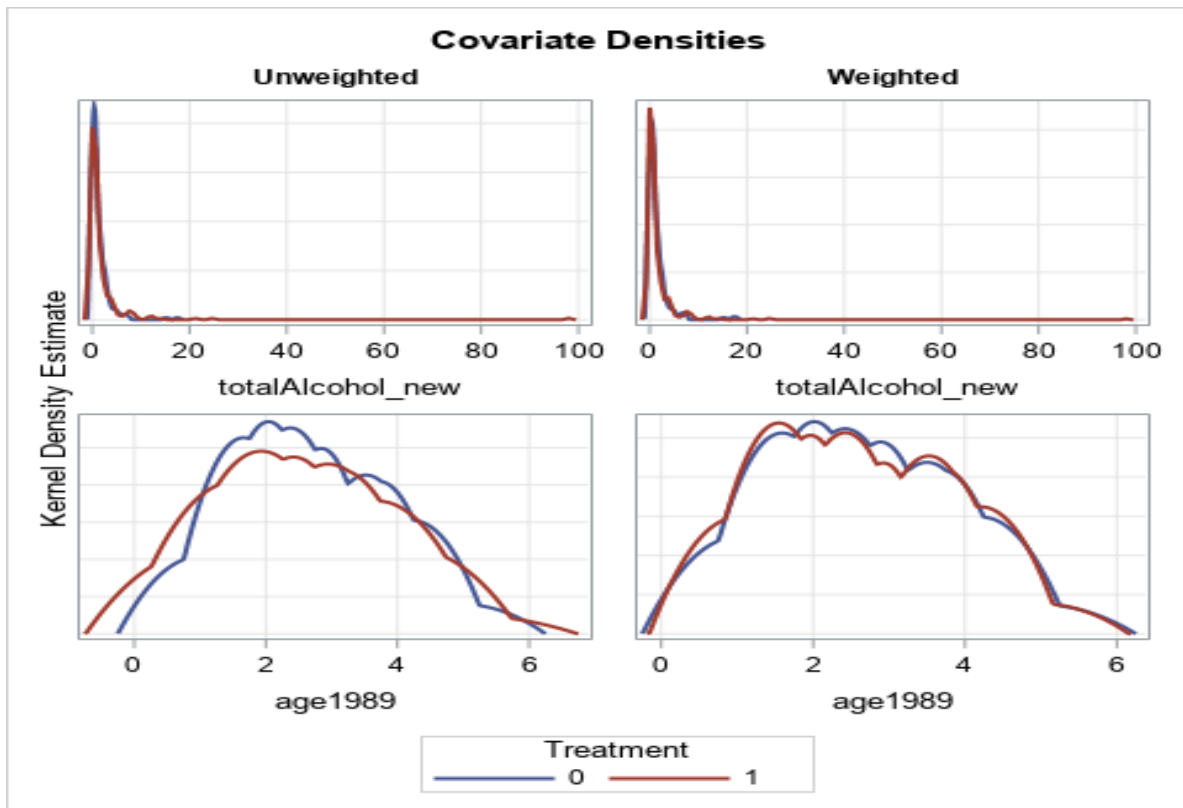 Covariate Densities
Unweighted
Weighted
Kernel Density Estimate
0 20 40 60 80 100
0 20 40 60 80 100
totalAlcohol_new
totalAlcohol_new
0 2 4 6
0 2 4 6
age1989
age1989
Treatment
0 1